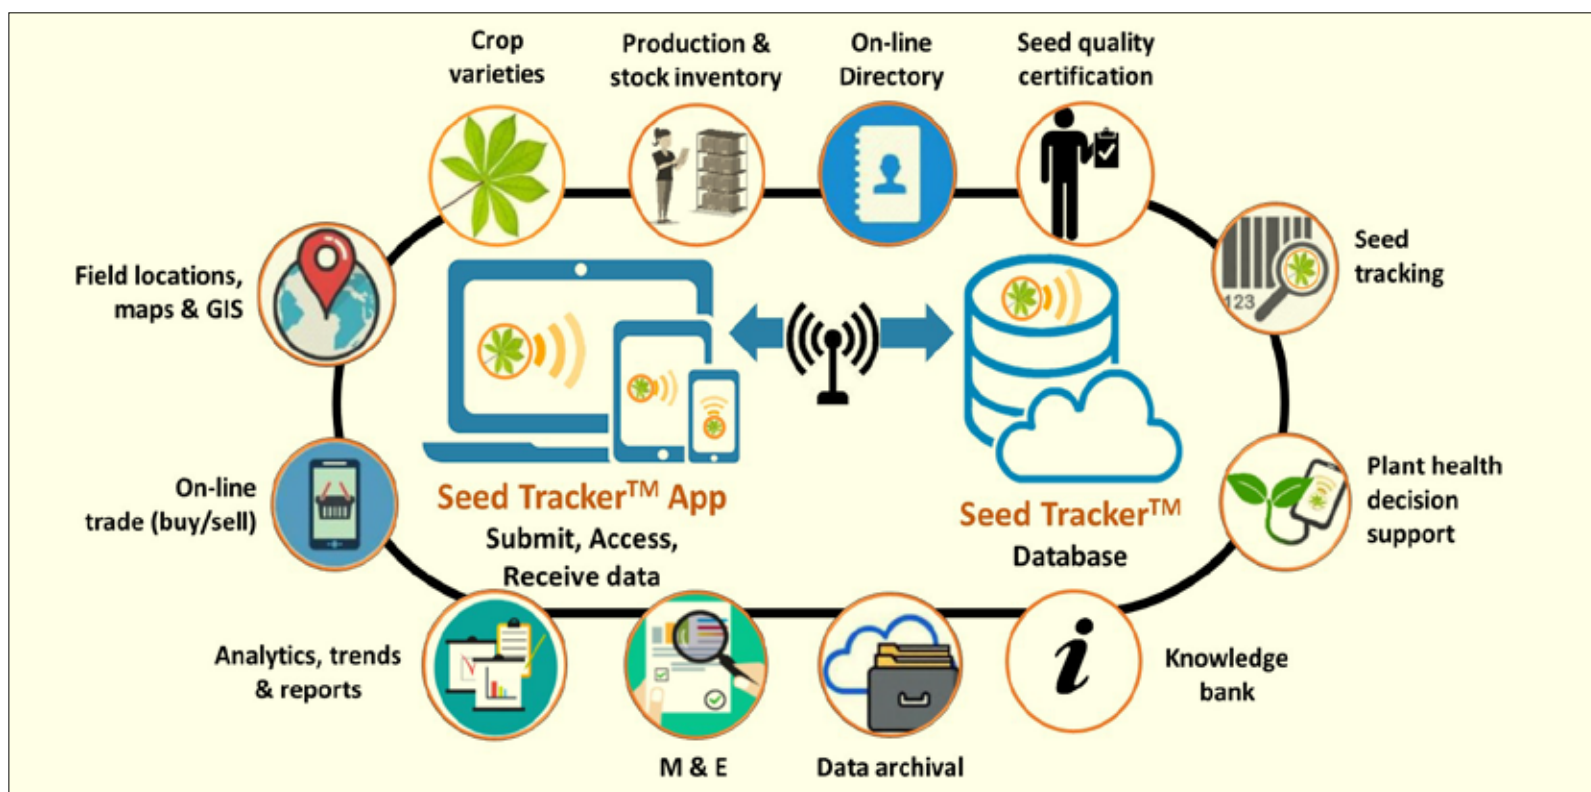 Crop
varieties
Production &
stock inventory
On-line
Directory
Seed quality
certification
Field locations,
maps & GIS
Seed
tracking
123
On-line
trade (buy/sell)
Seed Tracker™ App
Submit, Access,
Receive data
Seed Tracker™
Database
Plant health
decision
support
Analytics, trends
& reports
M & E
Data archival
i
Knowledge
bank